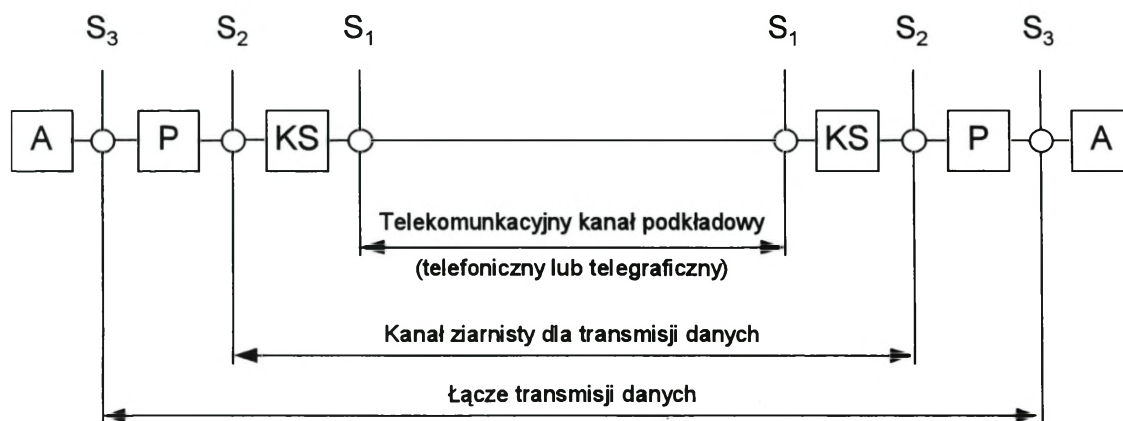 S₃ S₂ S₁ S₁ S₂ S₃
A P KS KS P A
Telekomunkacyjny kanał podkładowy
(telefoniczny lub telegraficzny)
Kanał ziarnisty dla transmisji danych
Łącze transmisji danych